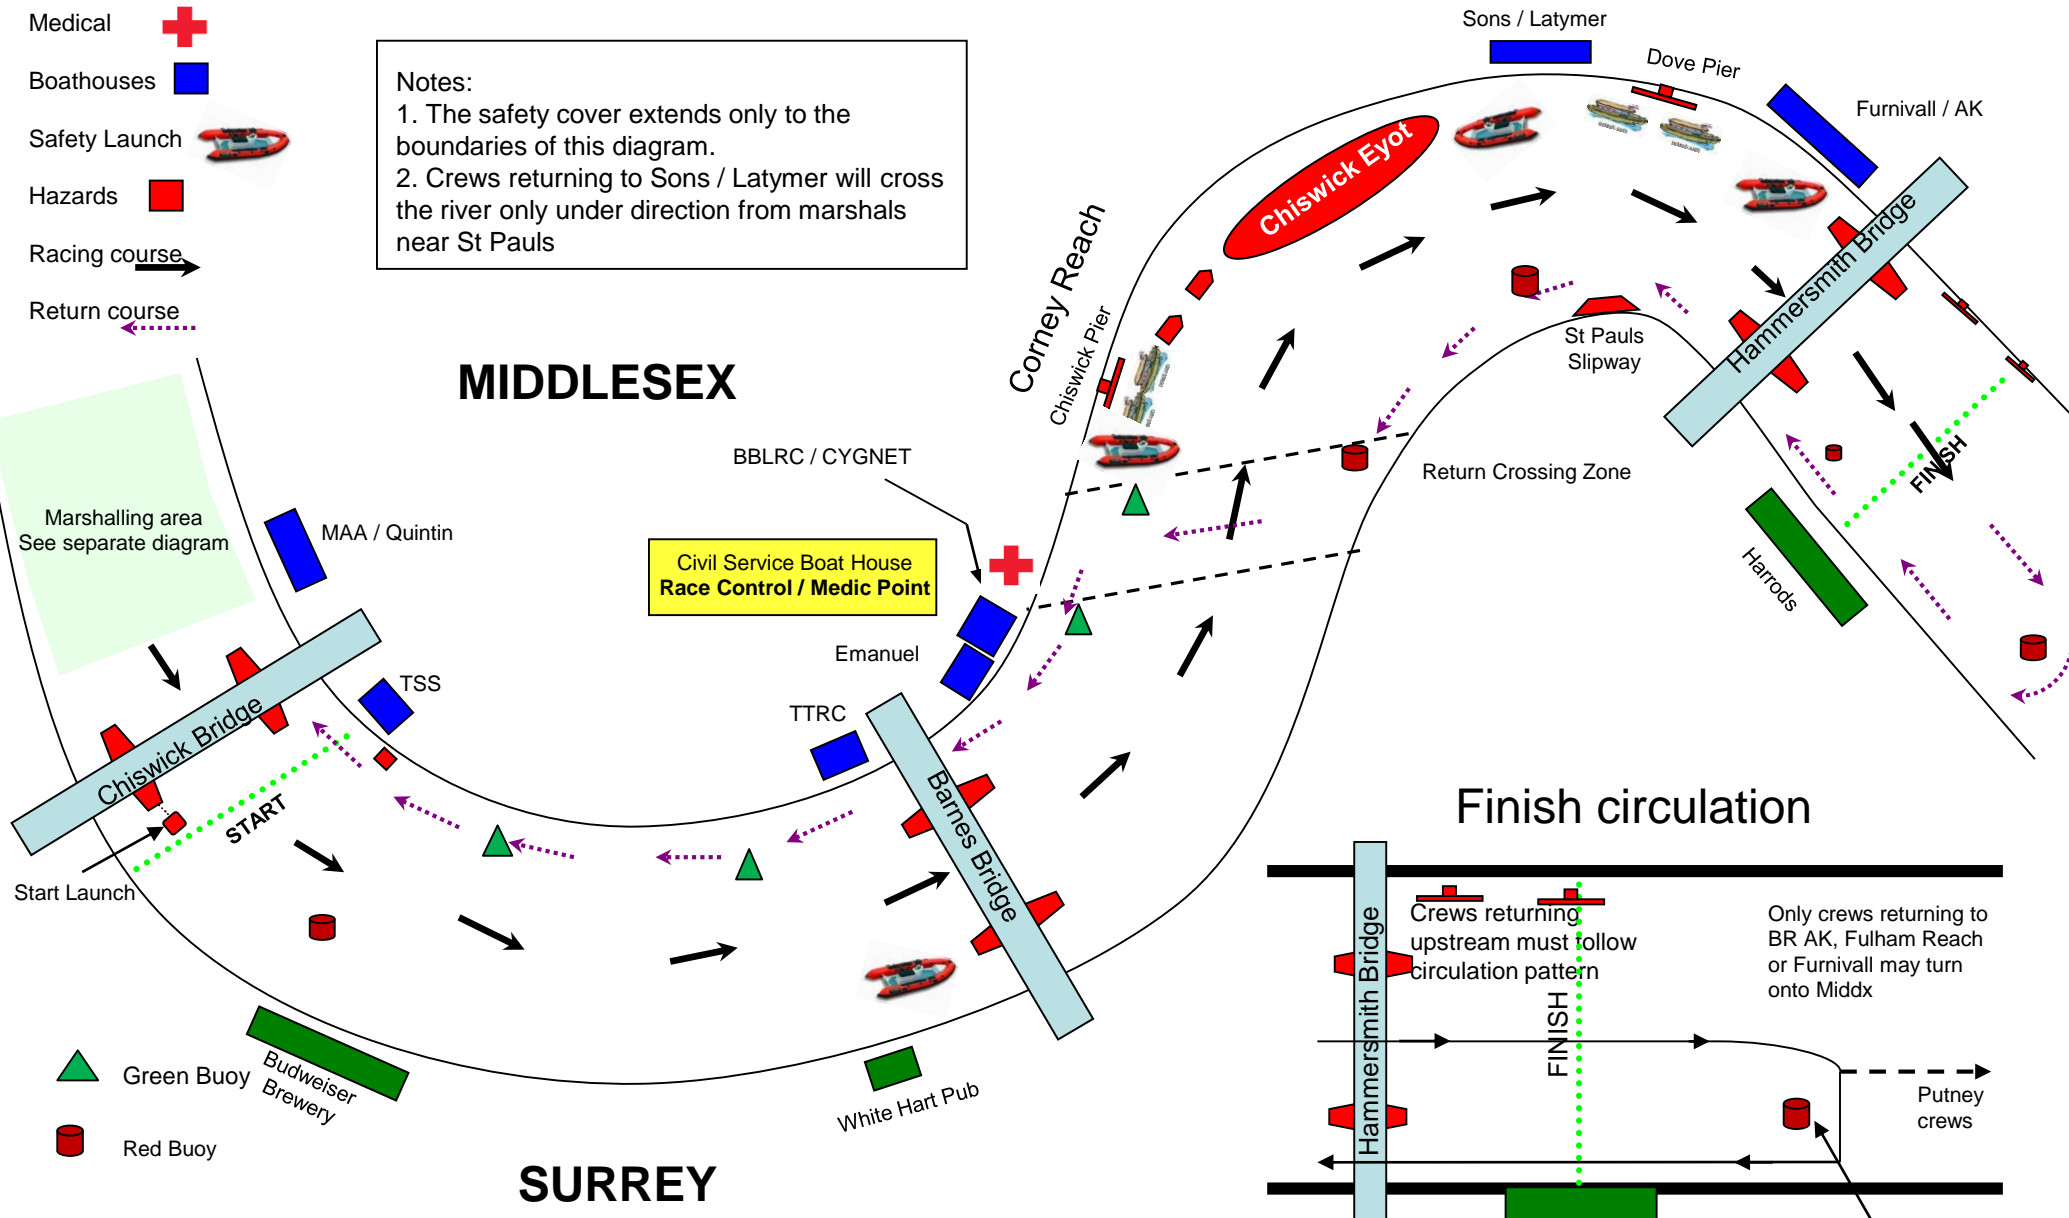 Medical
Boathouses
Safety Launch
Hazards
Racing course
Return course
Notes:
1. The safety cover extends only to the
boundaries of this diagram.
2. Crews returning to Sons / Latymer will cross
the river only under direction from marshals
near St Pauls
Sons / Latymer
Dove Pier
Furnivall / AK
Chiswick Eyot
Hammersmith Bridge
Corney Reach
Chiswick Pier
St Pauls
Slipway
MIDDLESEX
BBLRC / CYGNET
Return Crossing Zone
FINISH
Harrods
Marshalling area
See separate diagram
MAA / Quintin
Civil Service Boat House
Race Control / Medic Point
Emanuel
TSS
TTRC
Chiswick Bridge
START
Barnes Bridge
Start Launch
Budweiser
Brewery
White Hart Pub
Green Buoy
Red Buoy
SURREY
Finish circulation
Hammersmith Bridge
Crews returning
upstream must follow
circulation pattern
FINISH
Only crews returning to
BR AK, Fulham Reach
or Furnivall may turn
onto Middx
Putney
crews